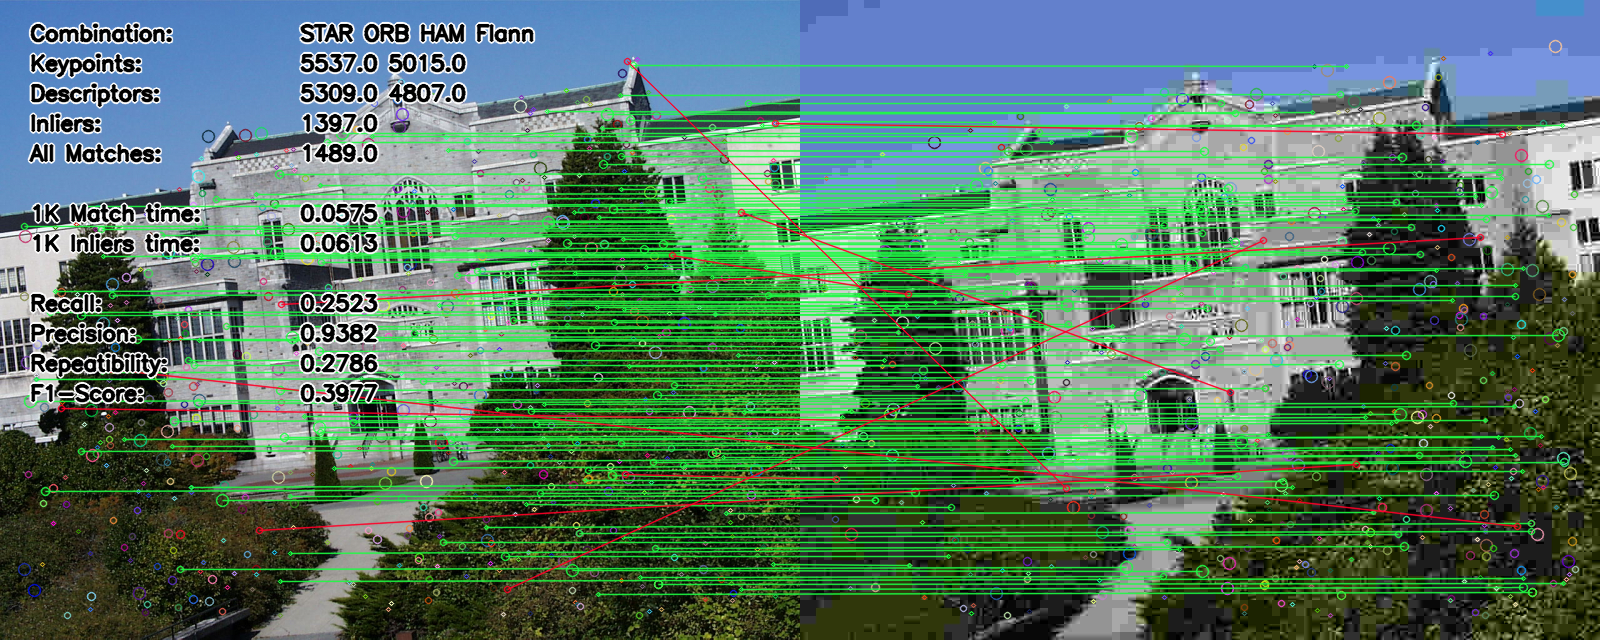 Combination: STAR ORB HAM Flann
Keypoints: 5537.0 5015.0
Descriptors: 5309.0 4807.0
Inliers: 1397.0
All Matches: 1489.0
1K Match time: 0.0575
1K Inliers time: 0.0613
Recall: 0.2523
Precision: 0.9382
Repeatibility: 0.2786
F1-Score: 0.3977